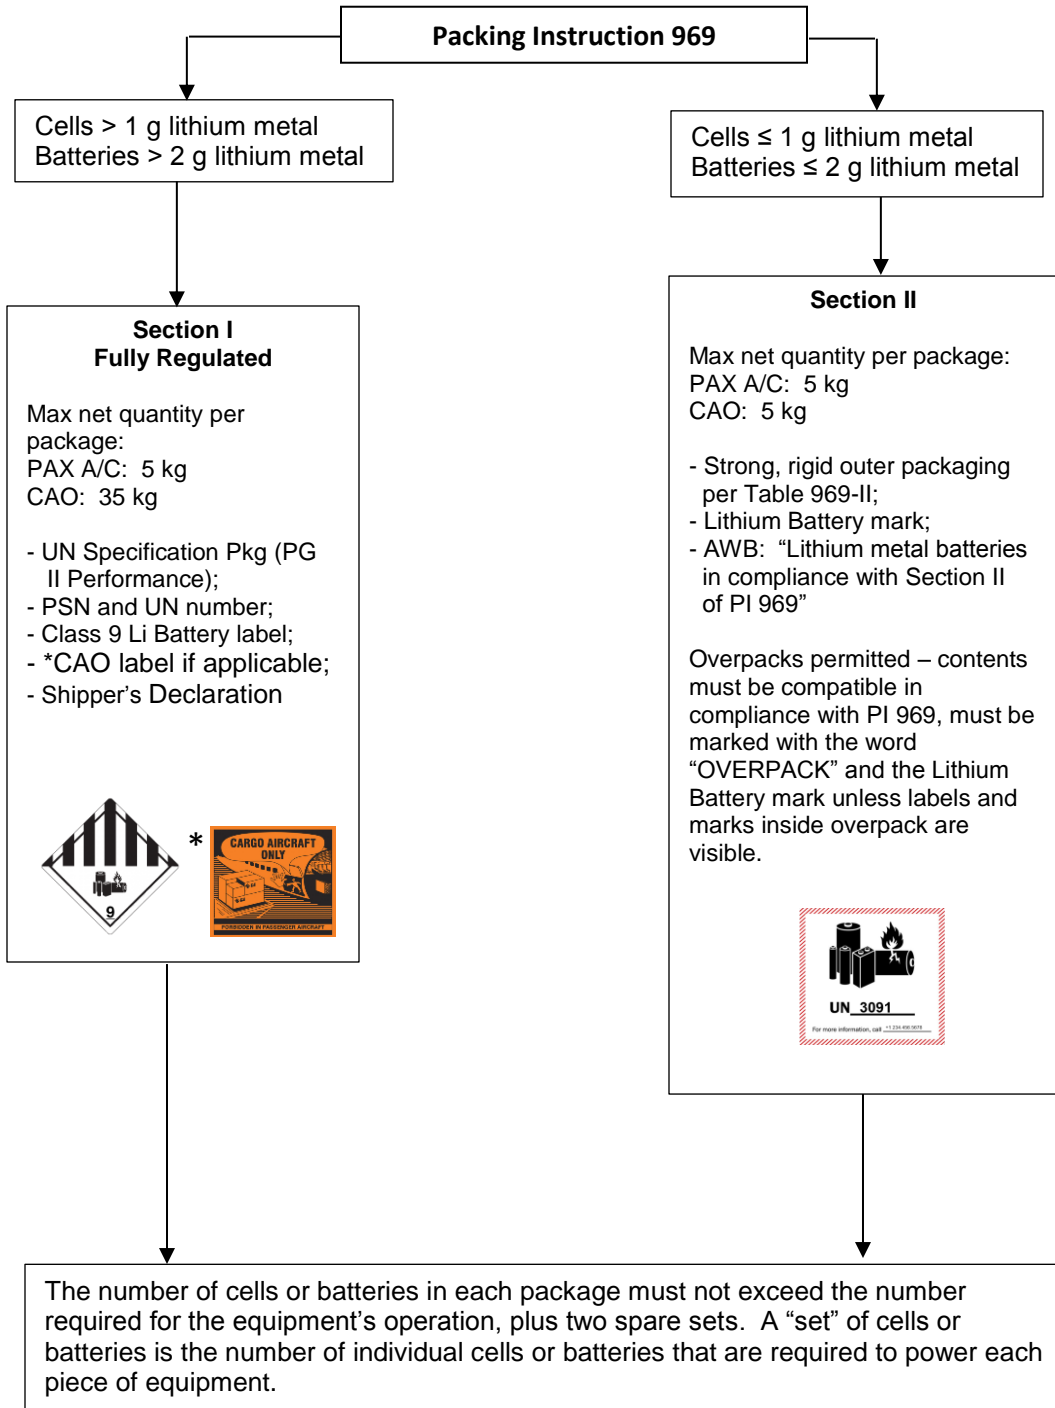 Packing Instruction 969
Cells > 1 g lithium metal
Batteries > 2 g lithium metal
Cells ≤ 1 g lithium metal
Batteries ≤ 2 g lithium metal
Section I
Fully Regulated
Max net quantity per
package:
PAX A/C:  5 kg
CAO:  35 kg
- UN Specification Pkg (PG
II Performance);
- PSN and UN number;
- Class 9 Li Battery label;
- *CAO label if applicable;
- Shipper’s Declaration
9
*
CARGO AIRCRAFT
ONLY
FORBIDDEN IN PASSENGER AIRCRAFT
Section II
Max net quantity per package:
PAX A/C:  5 kg
CAO:  5 kg
- Strong, rigid outer packaging
per Table 969-II;
- Lithium Battery mark;
- AWB:  “Lithium metal batteries
in compliance with Section II
of PI 969”
Overpacks permitted – contents
must be compatible in
compliance with PI 969, must be
marked with the word
“OVERPACK” and the Lithium
Battery mark unless labels and
marks inside overpack are
visible.
UN 3091
For more information, call +1 234 456 5678
The number of cells or batteries in each package must not exceed the number
required for the equipment’s operation, plus two spare sets.  A “set” of cells or
batteries is the number of individual cells or batteries that are required to power each
piece of equipment.